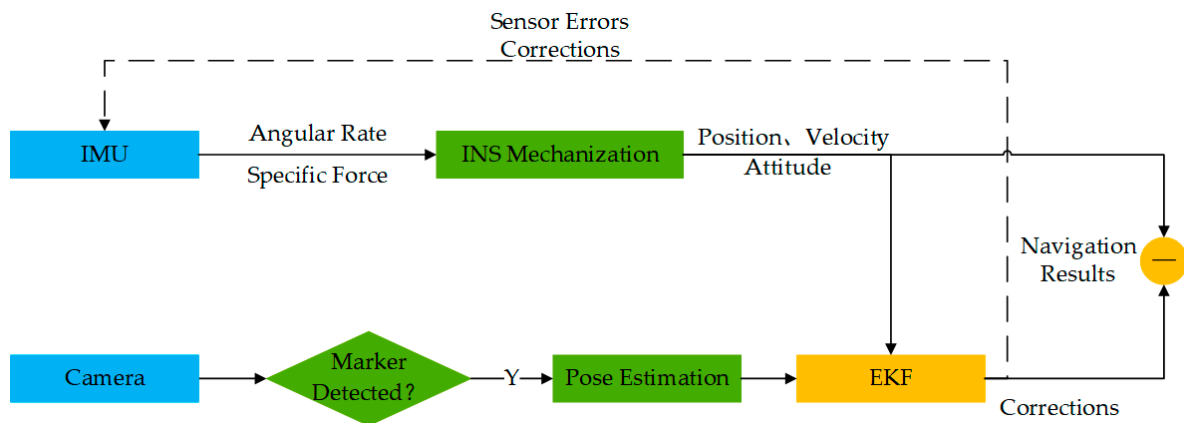 Sensor Errors
Corrections
IMU
Angular Rate
Specific Force
INS Mechanization
Position、Velocity
Attitude
Navigation
Results
—
Camera
Marker
Detected？
Y
Pose Estimation
EKF
Corrections